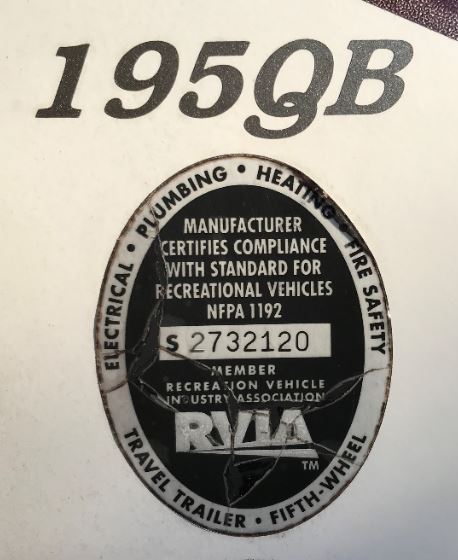 195QB
ELECTRICAL • PLUMBING • HEATING • FIRE SAFETY
MANUFACTURER
CERTIFIES COMPLIANCE
WITH STANDARD FOR
RECREATIONAL VEHICLES
NFPA 1192
S 2732120
MEMBER
RECREATION VEHICLE
INDUSTRY ASSOCIATION
RVIA
TM
TRAVEL TRAILER • FIFTH-WHEEL